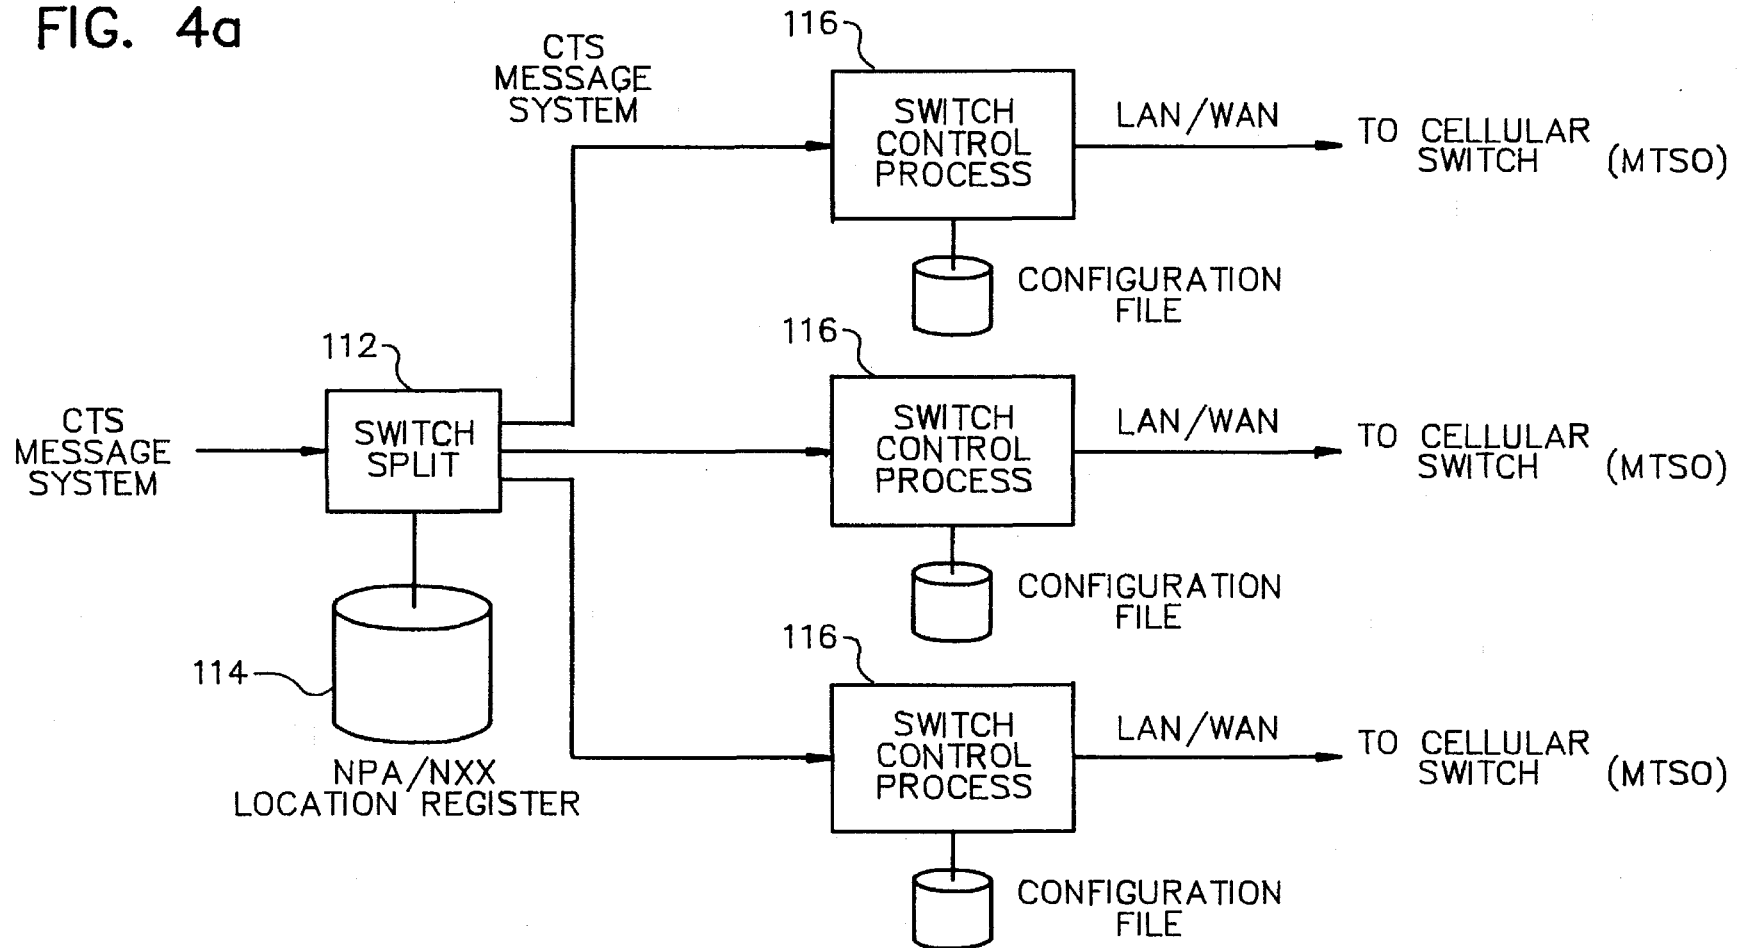 FIG. 4a
CTS
MESSAGE
SYSTEM
116
SWITCH
CONTROL
PROCESS
LAN/WAN
TO CELLULAR
SWITCH (MTSO)
CONFIGURATION
FILE
CTS
MESSAGE
SYSTEM
112
SWITCH
SPLIT
114
NPA/NXX
LOCATION REGISTER
116
SWITCH
CONTROL
PROCESS
LAN/WAN
TO CELLULAR
SWITCH (MTSO)
CONFIGURATION
FILE
116
SWITCH
CONTROL
PROCESS
LAN/WAN
TO CELLULAR
SWITCH (MTSO)
CONFIGURATION
FILE